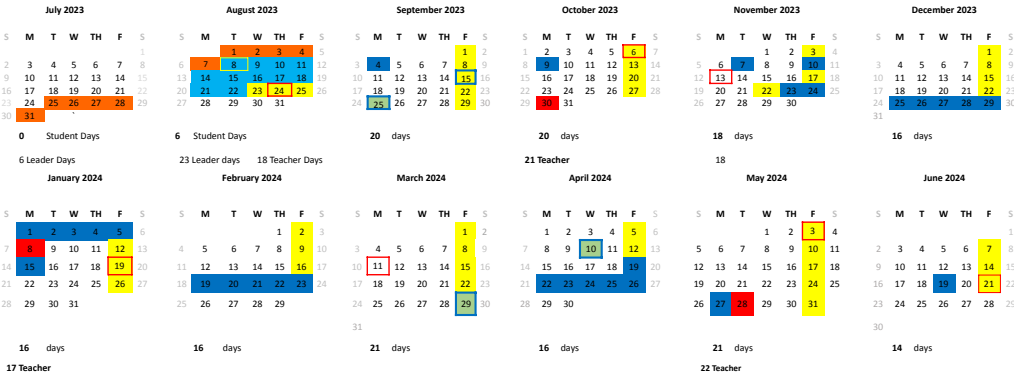 July 2023
S M T W TH F S
1
2 3 4 5 6 7 8
9 10 11 12 13 14 15
16 17 18 19 20 21 22
23 24 25 26 27 28 29
30 31 `
0 Student Days
6 Leader Days
August 2023
S M T W TH F S
1 2 3 4 5
6 7 8 9 10 11 12
13 14 15 16 17 18 19
20 21 22 23 24 25 26
27 28 29 30 31
6 Student Days
23 Leader days 18 Teacher Days
September 2023
S M T W TH F S
1 2
3 4 5 6 7 8 9
10 11 12 13 14 15 16
17 18 19 20 21 22 23
24 25 26 27 28 29 30
20 days
October 2023
S M T W TH F S
1 2 3 4 5 6 7
8 9 10 11 12 13 14
15 16 17 18 19 20 21
22 23 24 25 26 27 28
29 30 31
20 days
21 Teacher
November 2023
S M T W TH F S
1 2 3 4
5 6 7 8 9 10 11
12 13 14 15 16 17 18
19 20 21 22 23 24 25
26 27 28 29 30
18 days
18
December 2023
S M T W TH F S
1 2
3 4 5 6 7 8 9
10 11 12 13 14 15 16
17 18 19 20 21 22 23
24 25 26 27 28 29 30
31
16 days
January 2024
S M T W TH F S
1 2 3 4 5 6
7 8 9 10 11 12 13
14 15 16 17 18 19 20
21 22 23 24 25 26 27
28 29 30 31
16 days
17 Teacher
February 2024
S M T W TH F S
1 2 3
4 5 6 7 8 9 10
11 12 13 14 15 16 17
18 19 20 21 22 23 24
25 26 27 28 29
16 days
March 2024
S M T W TH F S
1 2
3 4 5 6 7 8 9
10 11 12 13 14 15 16
17 18 19 20 21 22 23
24 25 26 27 28 29 30
31
21 days
April 2024
S M T W TH F S
1 2 3 4 5 6
7 8 9 10 11 12 13
14 15 16 17 18 19 20
21 22 23 24 25 26 27
28 29 30
16 days
May 2024
S M T W TH F S
1 2 3 4
5 6 7 8 9 10 11
12 13 14 15 16 17 18
19 20 21 22 23 24 25
26 27 28 29 30 31
21 days
22 Teacher
June 2024
S M T W TH F S
1
2 3 4 5 6 7 8
9 10 11 12 13 14 15
16 17 18 19 20 21 22
23 24 25 26 27 28 29
30
14 days